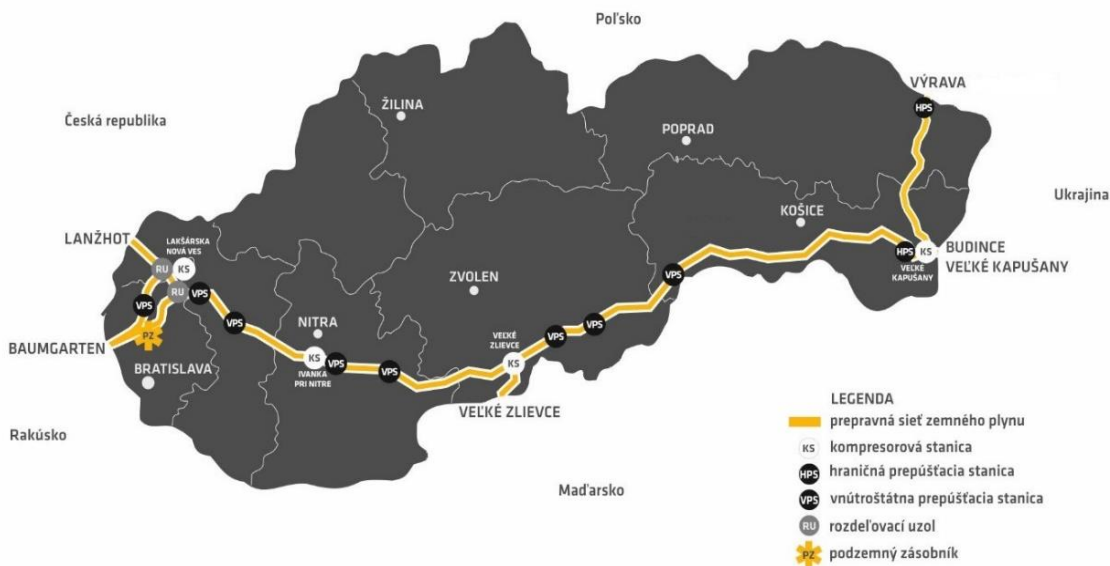 Poľsko
VÝRAVA
HPS
ŽILINA
Česká republika
POPRAD
Ukrajina
KOŠICE
LANŽHOT
LAKŠÁRSKA
NOVÁ VES
RU
KS
HPS
KS
BUDINCE
VEĽKÉ KAPUŠANY
VEĽKÉ
KAPUŠANY
ZVOLEN
VPS
RU
VPS
VPS
VPS
NITRA
VPS
VPS
VEĽKÉ
ZLIEVCE
BAUMGARTEN
PZ
KS
VPS
KS
BRATISLAVA
IVANKA
PRI NITRE
VPS
VEĽKÉ ZLIEVCE
Rakúsko
Maďarsko
LEGENDA
prepravná sieť zemného plynu
KS kompresorová stanica
HPS hraničná prepúšťacia stanica
VPS vnútroštátna prepúšťacia stanica
RU rozdeľovací uzol
PZ podzemný zásobník